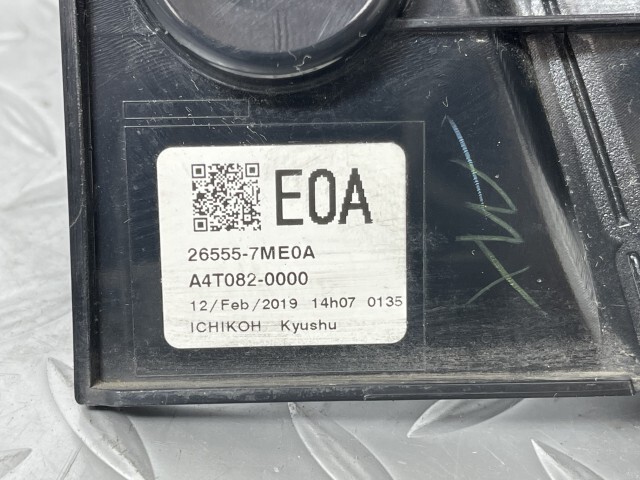 E0A
26555-7ME0A
A4T082-0000
12/Feb/2019 14h07 0135
ICHIKOH Kyushu